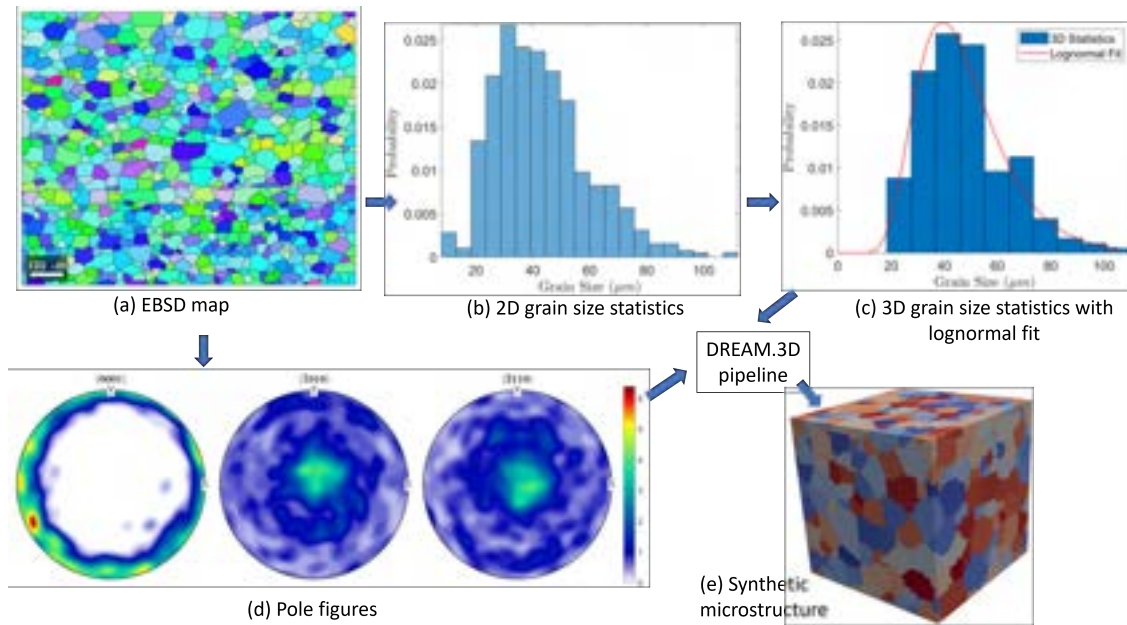 0.025
0.02
0.015
0.01
0.005
0
20
40
60
80
100
Probability
Grain Size (μm)
0.025
0.02
0.015
0.01
0.005
0
0
20
40
60
80
100
Probability
Grain Size (μm)
3D Statistics
Lognormal Fit
(a) EBSD map
(b) 2D grain size statistics
(c) 3D grain size statistics with
lognormal fit
DREAM.3D
pipeline
(d) Pole figures
(e) Synthetic
microstructure